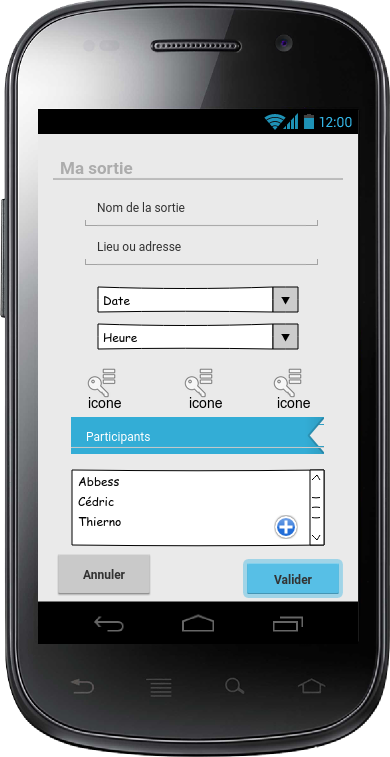 12:00
Ma sortie
Nom de la sortie
Lieu ou adresse
Date
Heure
icone icone icone
Participants
Abbess
Cédric
Thierno
Annuler Valider